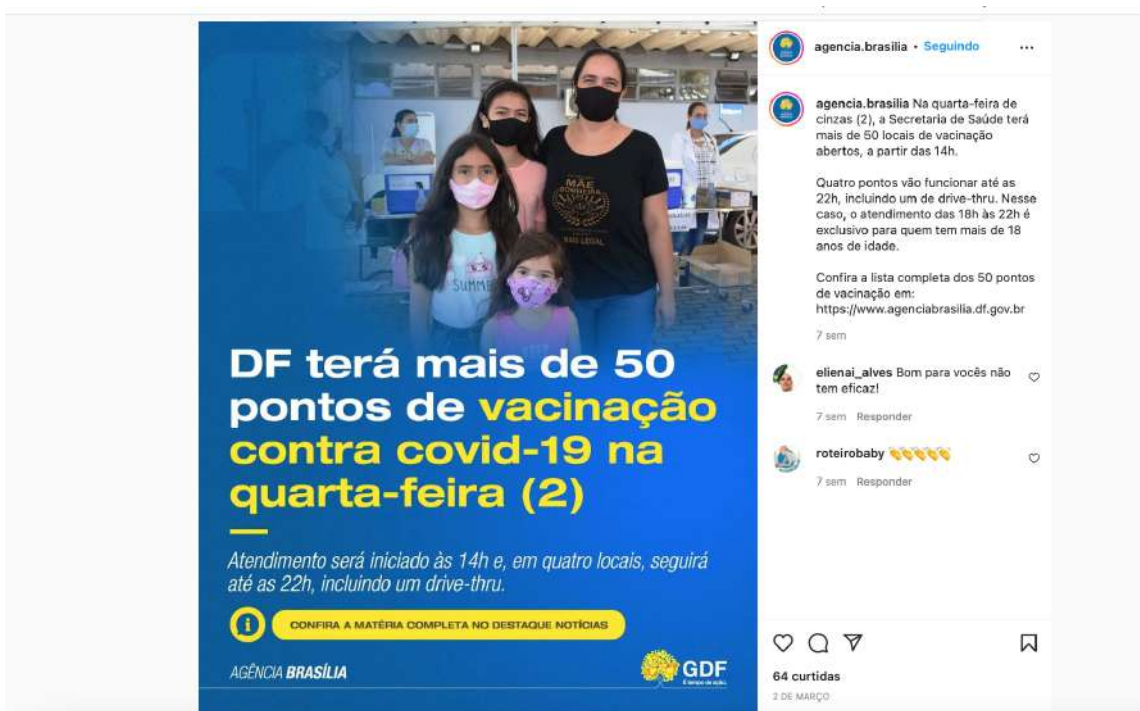 MÃE
BOMBEIRA
MAIS LEGAL
SUMME
DF terá mais de 50
pontos de vacinação
contra covid-19 na
quarta-feira (2)
Atendimento será iniciado às 14h e, em quatro locais, seguirá
até as 22h, incluindo um drive-thru.
CONFIRA A MATÉRIA COMPLETA NO DESTAQUE NOTÍCIAS
AGÊNCIA BRASÍLIA
GDF
É tempo de ação.
agencia.brasilia • Seguindo
agencia.brasilia Na quarta-feira de
cinzas (2), a Secretaria de Saúde terá
mais de 50 locais de vacinação
abertos, a partir das 14h.
Quatro pontos vão funcionar até as
22h, incluindo um de drive-thru. Nesse
caso, o atendimento das 18h às 22h é
exclusivo para quem tem mais de 18
anos de idade.
Confira a lista completa dos 50 pontos
de vacinação em:
https://www.agenciabrasilia.df.gov.br
7 sem
elienai_alves Bom para vocês não
tem eficaz!
7 sem Responder
roteirobaby 👏👏👏👏👏
7 sem Responder
64 curtidas
2 DE MARÇO